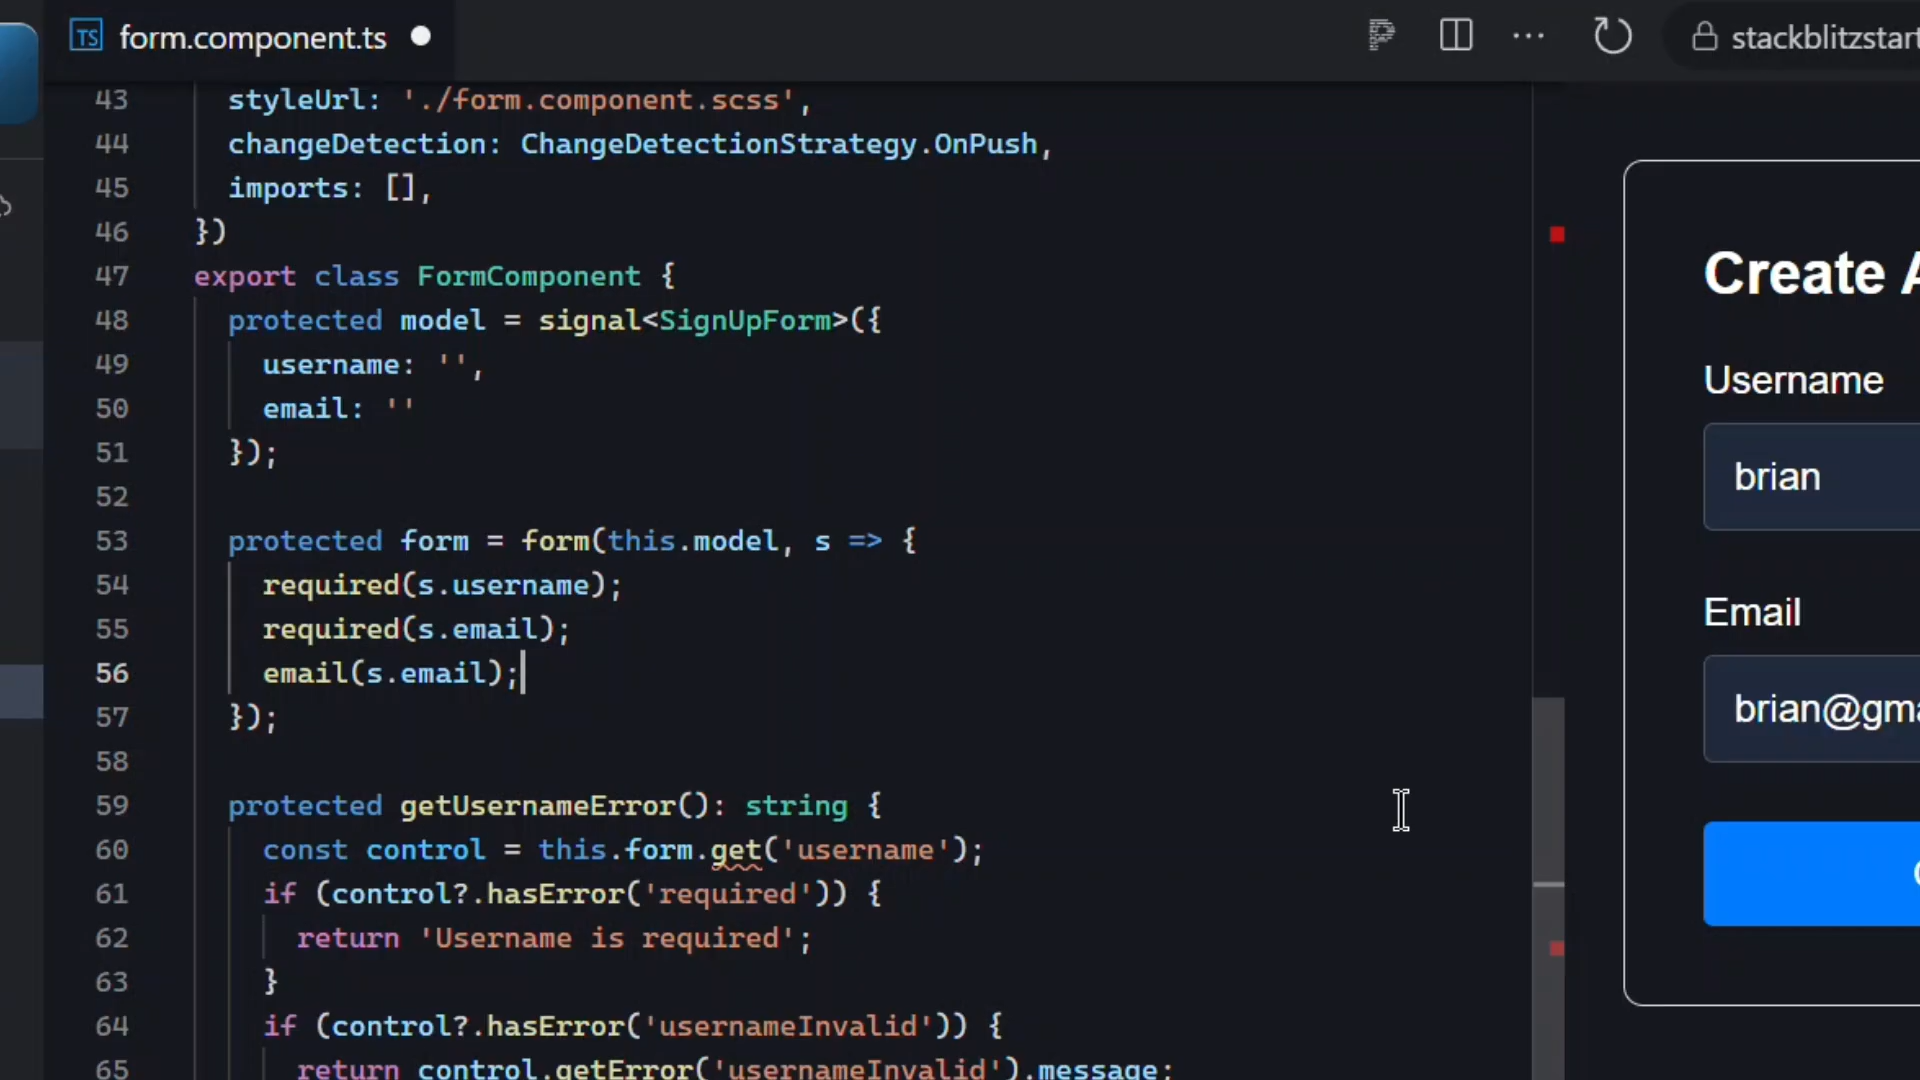 TS form.component.ts
stackblitzstart
43 styleUrl: './form.component.scss',
44 changeDetection: ChangeDetectionStrategy.OnPush,
45 imports: [],
46 })
47 export class FormComponent {
48 protected model = signal<SignUpForm>({
49 username: '',
50 email: ''
51 });
52
53 protected form = form(this.model, s => {
54 required(s.username);
55 required(s.email);
56 email(s.email);
57 });
58
59 protected getUsernameError(): string {
60 const control = this.form.get('username');
61 if (control?.hasError('required')) {
62 return 'Username is required';
63 }
64 if (control?.hasError('usernameInvalid')) {
65 return control.getError('usernameInvalid').message;
Create A
Username
brian
Email
brian@gma